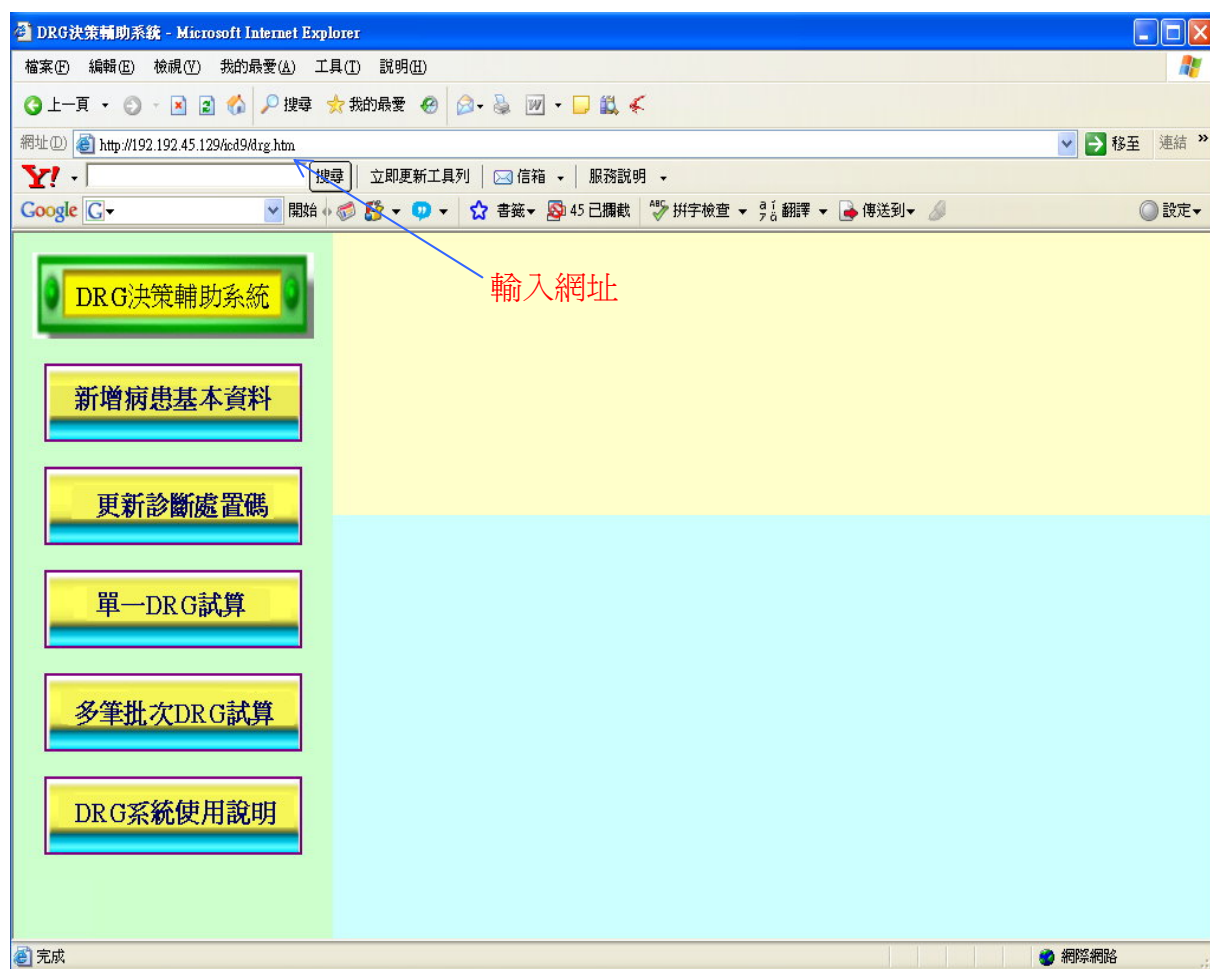 DRG決策輔助系統 - Microsoft Internet Explorer
檔案(F) 編輯(E) 檢視(V) 我的最愛(A) 工具(T) 說明(H)
上一頁 搜尋 我的最愛
網址(D) http://192.192.45.129/icd9/drg.htm 移至 連結 »
Y! 搜尋 立即更新工具列 信箱 服務說明
Google G 開始 書籤 45 已攔截 ABC 拼字檢查 翻譯 傳送到 設定
輸入網址
DRG決策輔助系統
新增病患基本資料
更新診斷處置碼
單一DRG試算
多筆批次DRG試算
DRG系統使用說明
完成 網際網路